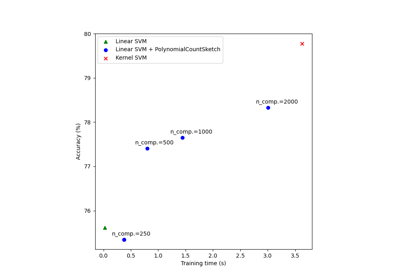 80
79
78
77
76
Accuracy (%)
Linear SVM
Linear SVM + PolynomialCountSketch
Kernel SVM
n_comp.=2000
n_comp.=1000
n_comp.=500
n_comp.=250
0.0 0.5 1.0 1.5 2.0 2.5 3.0 3.5
Training time (s)